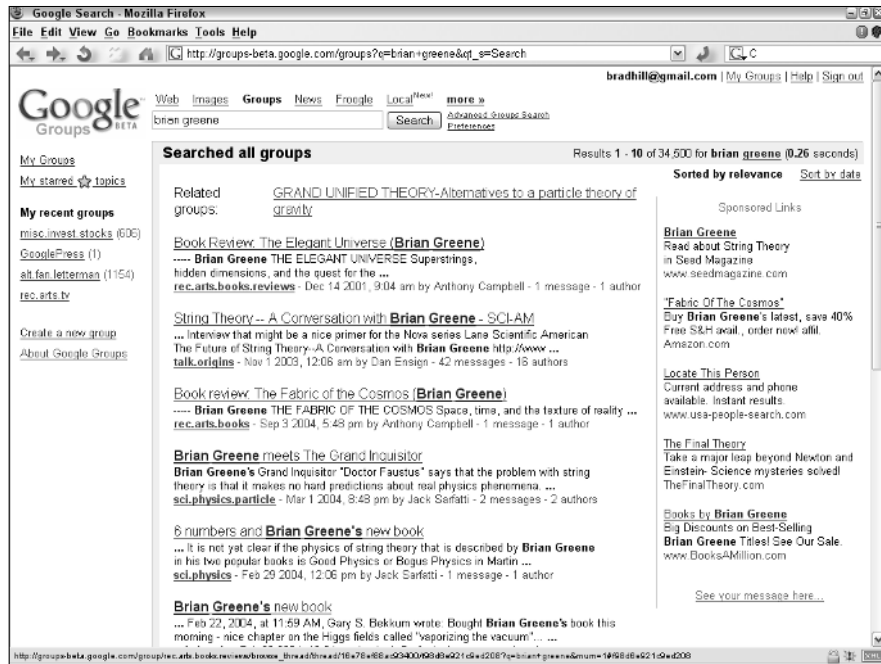 Google Search - Mozilla Firefox
File Edit View Go Bookmarks Tools Help
http://groups-beta.google.com/groups?q=brian+greene&qt_s=Search
bradhill@gmail.com | My Groups | Help | Sign out
Google Groups BETA
Web Images Groups News Froogle Local New! more »
brian greene Search Advanced Groups Search
Preferences
My Groups
My starred topics
My recent groups
misc.invest.stocks (606)
GooglePress (1)
alt.fan.letterman (1154)
rec.arts.tv
Create a new group
About Google Groups
Searched all groups Results 1 - 10 of 34,500 for brian greene (0.26 seconds)
Sorted by relevance Sort by date
Related groups: GRAND UNIFIED THEORY-Alternatives to a particle theory of
gravity
Book Review: The Elegant Universe (Brian Greene)
----- Brian Greene THE ELEGANT UNIVERSE Superstrings,
hidden dimensions, and the quest for the ...
rec.arts.books.reviews - Dec 14 2001, 9:04 am by Anthony Campbell - 1 message - 1 author
String Theory -- A Conversation with Brian Greene - SCI-AM
... Interview that might be a nice primer for the Nova series Lane Scientific American
The Future of String Theory--A Conversation with Brian Greene http://www ...
talk.origins - Nov 1 2003, 12:06 am by Dan Ensign - 42 messages - 16 authors
Book review: The Fabric of the Cosmos (Brian Greene)
----- Brian Greene THE FABRIC OF THE COSMOS Space, time, and the texture of reality ...
rec.arts.books - Sep 3 2004, 5:48 pm by Anthony Campbell - 1 message - 1 author
Brian Greene meets The Grand Inquisitor
Brian Greene's Grand Inquisitor "Doctor Faustus" says that the problem with string
theory is that it makes no hard predictions about real physics phenomena. ...
sci.physics.particle - Mar 1 2004, 8:48 pm by Jack Sarfatti - 2 messages - 2 authors
6 numbers and Brian Greene's new book
... It is not yet clear if the physics of string theory that is described by Brian Greene
in his two popular books is Good Physics or Bogus Physics in Martin ...
sci.physics - Feb 29 2004, 12:06 pm by Jack Sarfatti - 1 message - 1 author
Brian Greene's new book
... Feb 22, 2004, at 11:59 AM, Gary S. Bekkum wrote: Bought Brian Greene's book this
morning - nice chapter on the Higgs fields called "vaporizing the vacuum"... ...
Sponsored Links
Brian Greene
Read about String Theory
in Seed Magazine
www.seedmagazine.com
"Fabric Of The Cosmos"
Buy Brian Greene's latest, save 40%
Free S&H avail., order now! affil.
Amazon.com
Locate This Person
Current address and phone
available. Instant results.
www.usa-people-search.com
The Final Theory
Take a major leap beyond Newton and
Einstein- Science mysteries solved!
TheFinalTheory.com
Books by Brian Greene
Big Discounts on Best-Selling
Brian Greene Titles! See Our Sale.
www.BooksAMillion.com
See your message here...